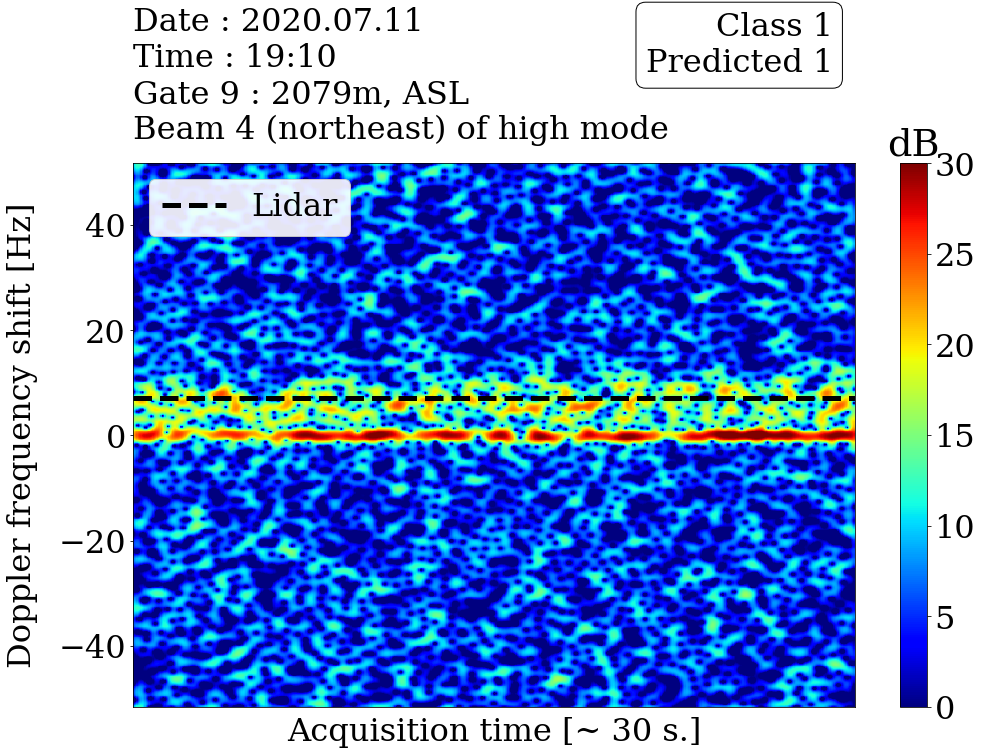 Date : 2020.07.11
Time : 19:10
Gate 9 : 2079m, ASL
Beam 4 (northeast) of high mode
Class 1
Predicted 1
dB
Lidar
Doppler frequency shift [Hz]
40
20
0
−20
−40
30
25
20
15
10
5
0
Acquisition time [~ 30 s.]